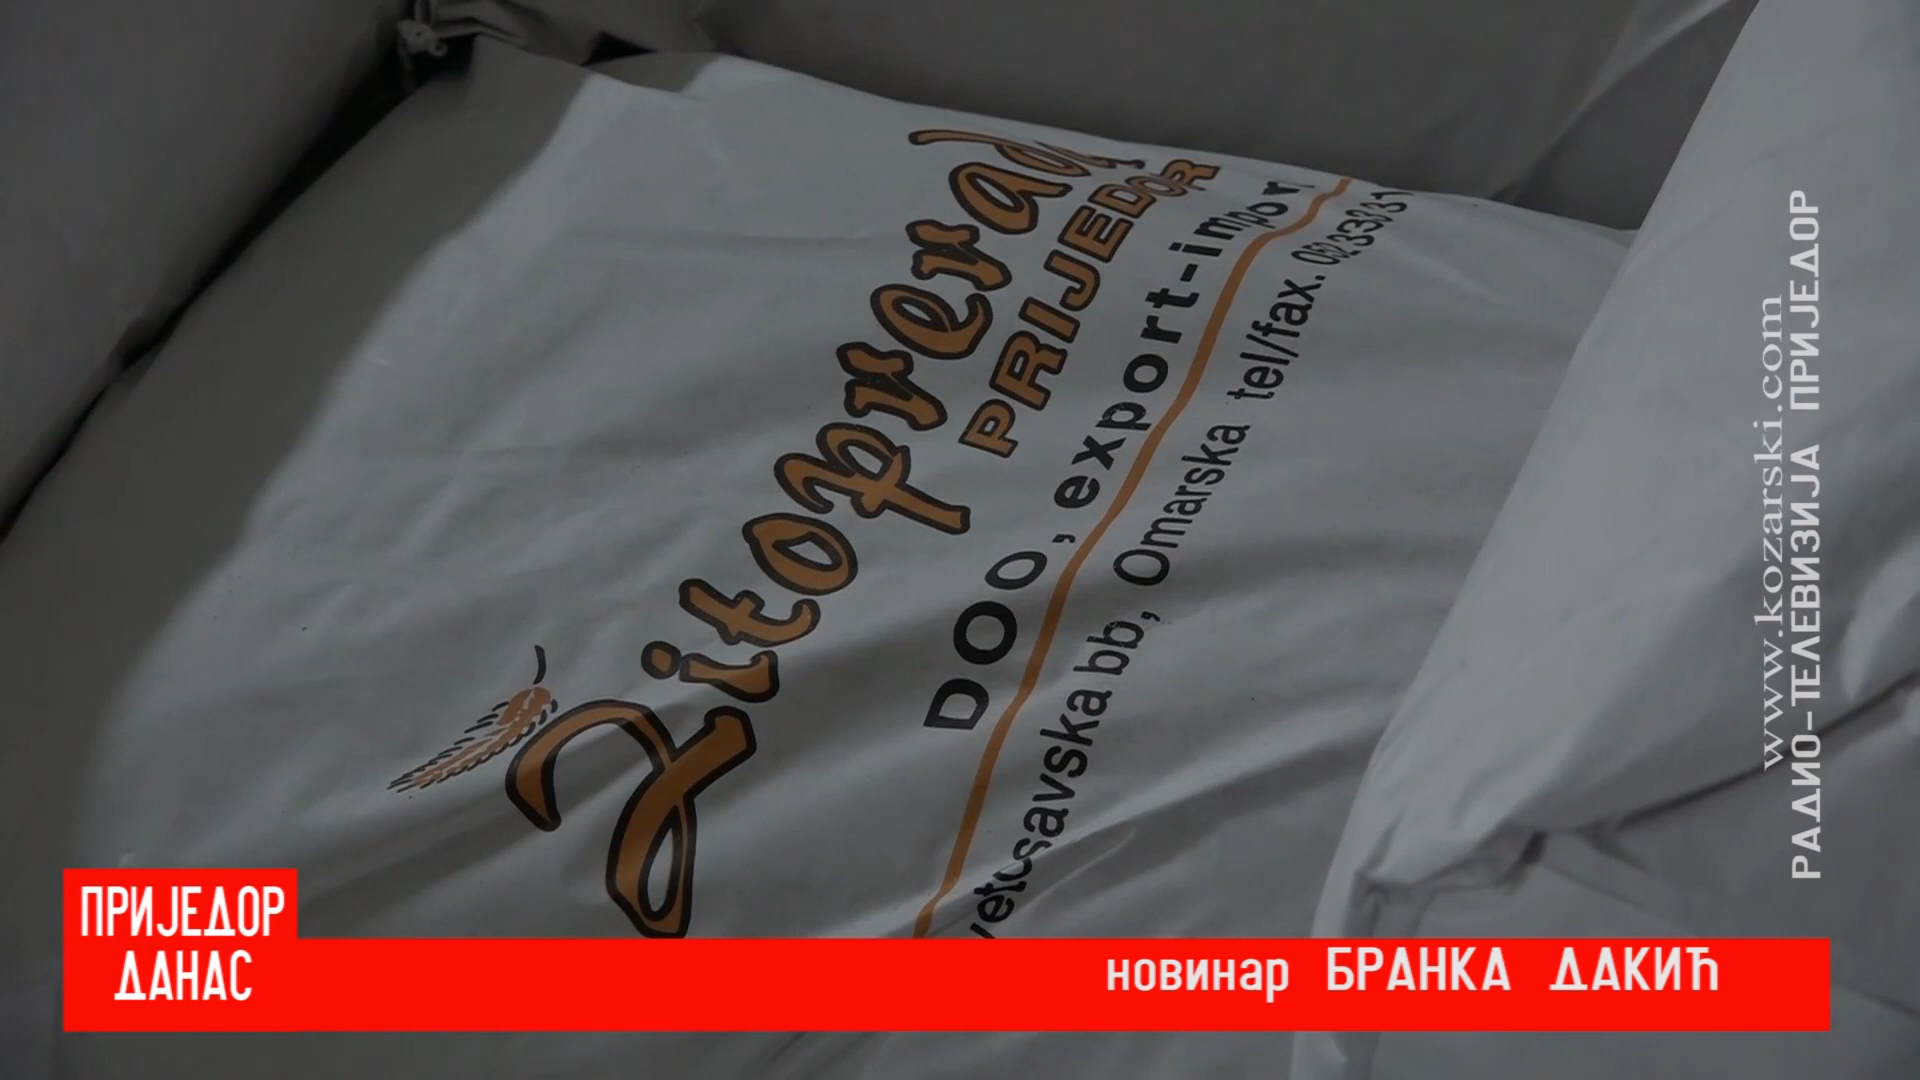 Žitoprerada
PRIJEDOR
DOO, export-impor
vetosavska bb, Omarska tel/fax.
www.kozarski.com
РАДИО-ТЕЛЕВИЗИЈА ПРИЈЕДОР
ПРИЈЕДОР
ДАНАС
новинар БРАНКА ДАКИЋ